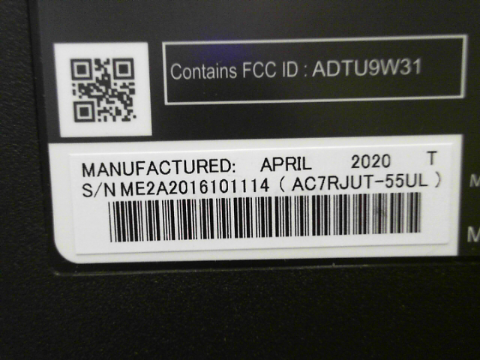 Contains FCC ID : ADTU9W31
MANUFACTURED: APRIL 2020 T
S/N ME2A2016101114 ( AC7RJUT-55UL )
M
M